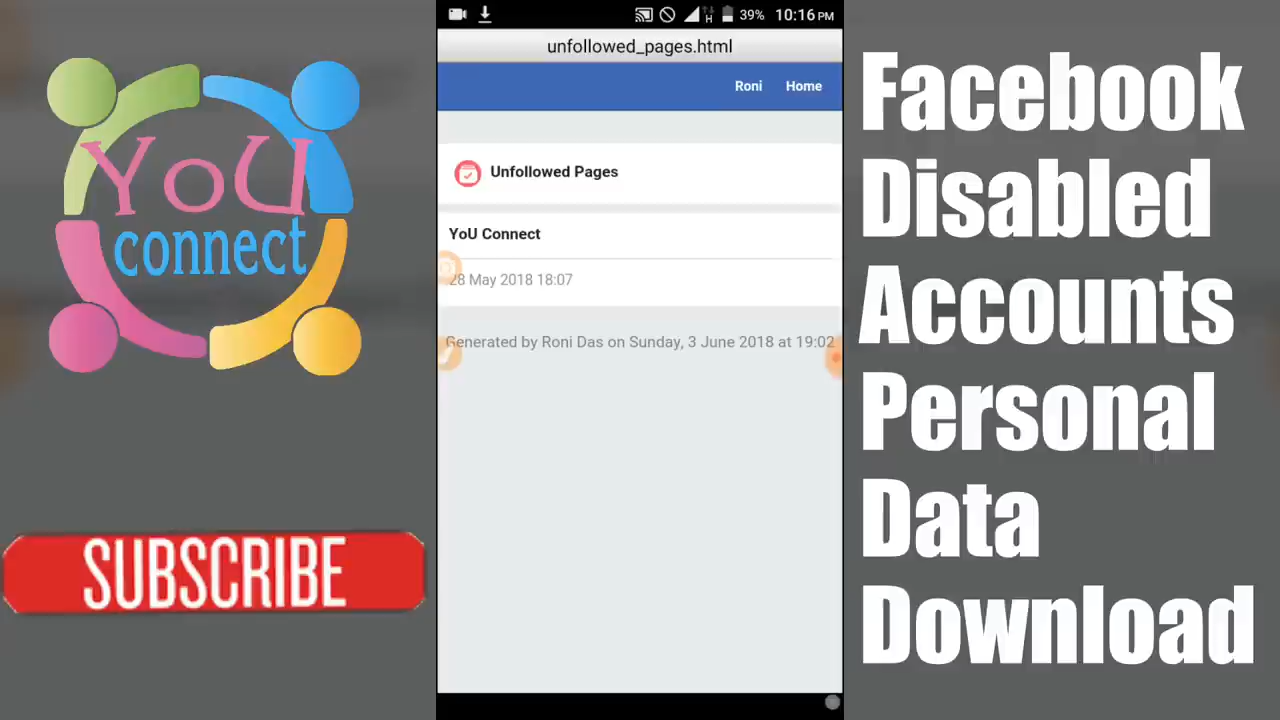 YoU
connect
SUBSCRIBE
39% 10:16 PM
H
unfollowed_pages.html
Roni Home
Unfollowed Pages
YoU Connect
28 May 2018 18:07
Generated by Roni Das on Sunday, 3 June 2018 at 19:02
Facebook
Disabled
Accounts
Personal
Data
Download